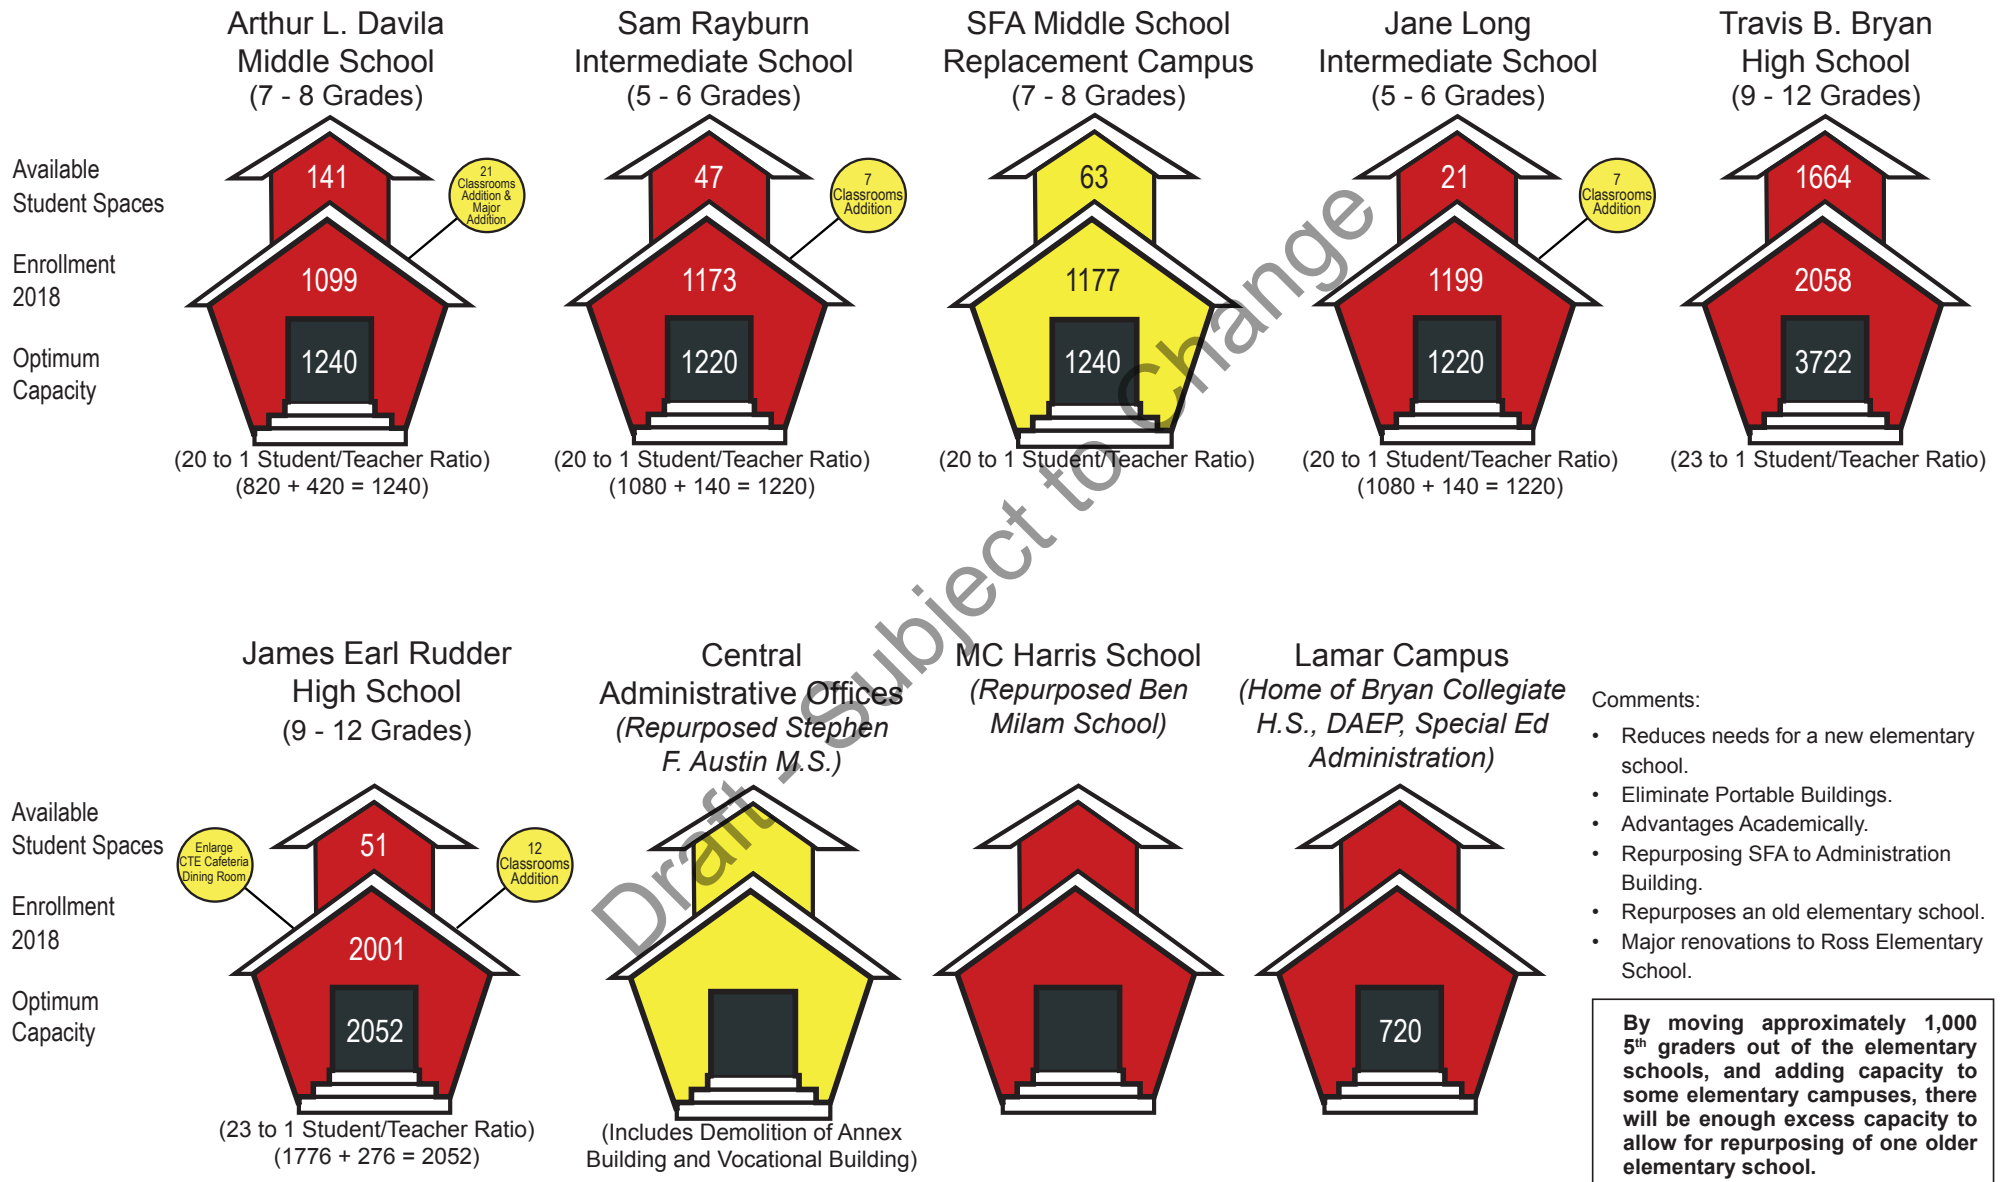 Arthur L. Davila
Middle School
(7 - 8 Grades)
Sam Rayburn
Intermediate School
(5 - 6 Grades)
SFA Middle School
Replacement Campus
(7 - 8 Grades)
Jane Long
Intermediate School
(5 - 6 Grades)
Travis B. Bryan
High School
(9 - 12 Grades)
Available
Student Spaces
141
21
Classrooms
Addition &
Major
Addition
47
7
Classrooms
Addition
63
21
7
Classrooms
Addition
1664
Enrollment
2018
1099
1173
1177
1199
2058
Optimum
Capacity
1240
1220
1240
1220
3722
(20 to 1 Student/Teacher Ratio)
(820 + 420 = 1240)
(20 to 1 Student/Teacher Ratio)
(1080 + 140 = 1220)
(20 to 1 Student/Teacher Ratio)
(20 to 1 Student/Teacher Ratio)
(1080 + 140 = 1220)
(23 to 1 Student/Teacher Ratio)
Draft - Subject to Change
James Earl Rudder
High School
(9 - 12 Grades)
Central
Administrative Offices
(Repurposed Stephen
F. Austin M.S.)
MC Harris School
(Repurposed Ben
Milam School)
Lamar Campus
(Home of Bryan Collegiate
H.S., DAEP, Special Ed
Administration)
Available
Student Spaces
Enlarge
CTE Cafeteria
Dining Room
51
12
Classrooms
Addition
Enrollment
2018
2001
Optimum
Capacity
2052
720
(23 to 1 Student/Teacher Ratio)
(1776 + 276 = 2052)
(Includes Demolition of Annex
Building and Vocational Building)
Comments:
• Reduces needs for a new elementary
school.
• Eliminate Portable Buildings.
• Advantages Academically.
• Repurposing SFA to Administration
Building.
• Repurposes an old elementary school.
• Major renovations to Ross Elementary
School.
By moving approximately 1,000
5th graders out of the elementary
schools, and adding capacity to
some elementary campuses, there
will be enough excess capacity to
allow for repurposing of one older
elementary school.